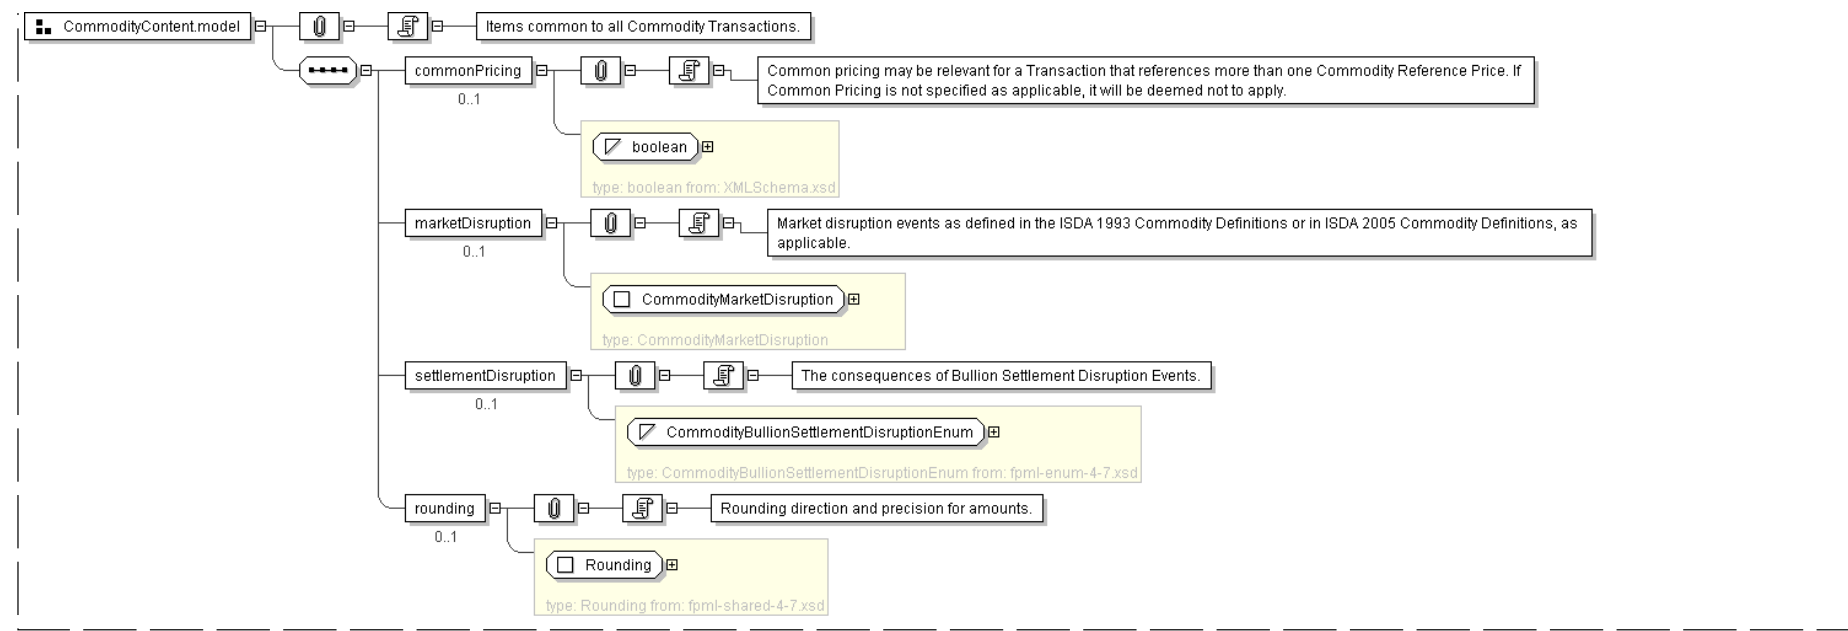 CommodityContent.model
Items common to all Commodity Transactions.
commonPricing
0..1
Common pricing may be relevant for a Transaction that references more than one Commodity Reference Price. If
Common Pricing is not specified as applicable, it will be deemed not to apply.
boolean
type: boolean from: XMLSchema.xsd
marketDisruption
0..1
Market disruption events as defined in the ISDA 1993 Commodity Definitions or in ISDA 2005 Commodity Definitions, as
applicable.
CommodityMarketDisruption
type: CommodityMarketDisruption
settlementDisruption
0..1
The consequences of Bullion Settlement Disruption Events.
CommodityBullionSettlementDisruptionEnum
type: CommodityBullionSettlementDisruptionEnum from: fpml-enum-4-7.xsd
rounding
0..1
Rounding direction and precision for amounts.
Rounding
type: Rounding from: fpml-shared-4-7.xsd